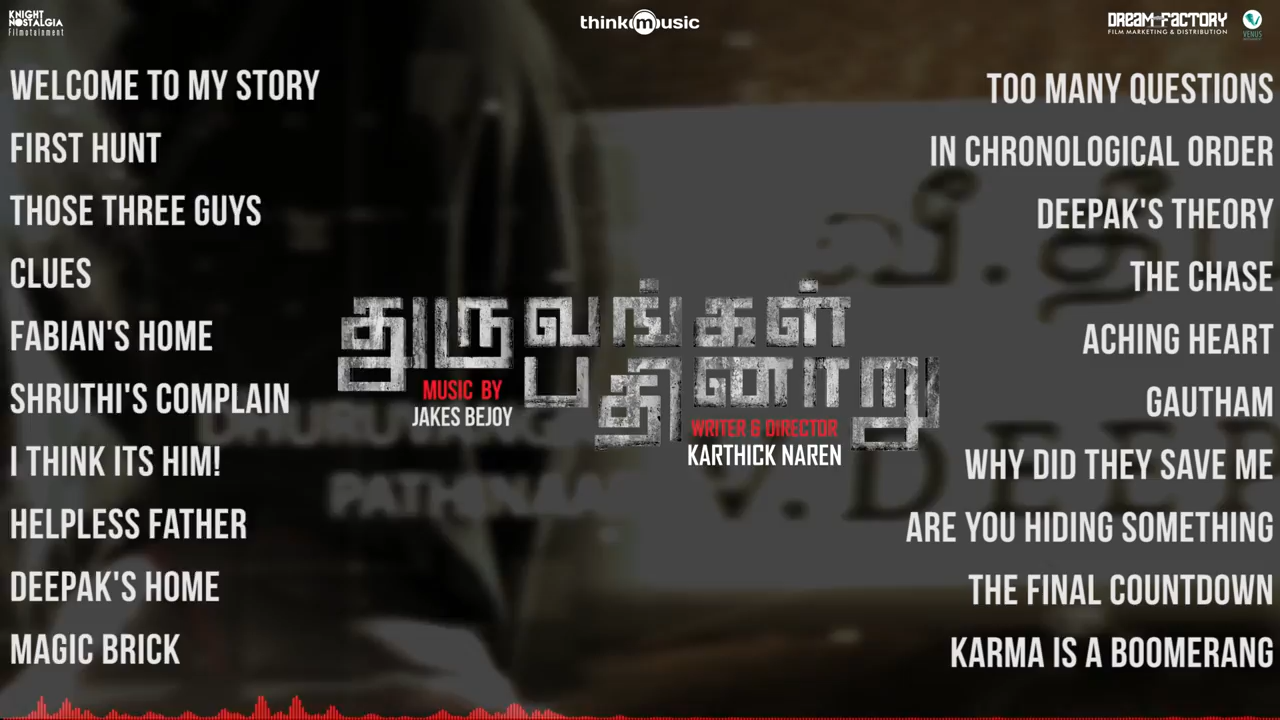 KNIGHT
NOSTALGIA
Filmotainment
think music
DREAM FACTORY
FILM MARKETING & DISTRIBUTION
VENUS
WELCOME TO MY STORY
FIRST HUNT
THOSE THREE GUYS
CLUES
FABIAN'S HOME
SHRUTHI'S COMPLAIN
I THINK ITS HIM!
HELPLESS FATHER
DEEPAK'S HOME
MAGIC BRICK
துருவங்கள்
பதினாறு
MUSIC BY
JAKES BEJOY
WRITER & DIRECTOR
KARTHICK NAREN
TOO MANY QUESTIONS
IN CHRONOLOGICAL ORDER
DEEPAK'S THEORY
THE CHASE
ACHING HEART
GAUTHAM
WHY DID THEY SAVE ME
ARE YOU HIDING SOMETHING
THE FINAL COUNTDOWN
KARMA IS A BOOMERANG